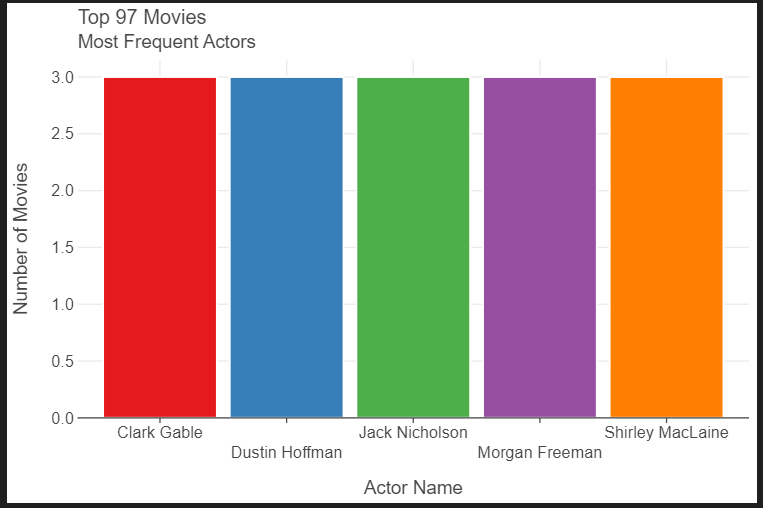 Top 97 Movies
Most Frequent Actors
Number of Movies
3.0
2.5
2.0
1.5
1.0
0.5
0.0
Clark Gable
Dustin Hoffman
Jack Nicholson
Morgan Freeman
Shirley MacLaine
Actor Name